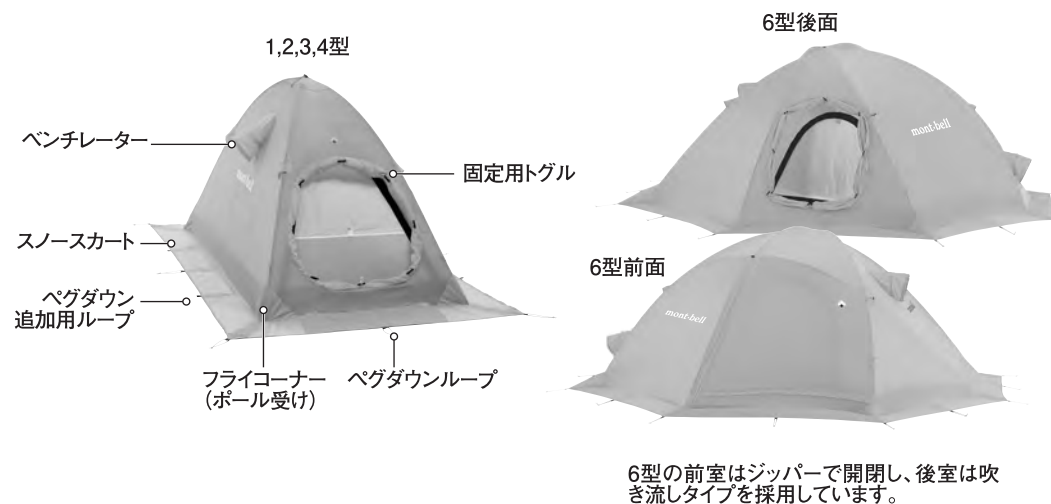 1,2,3,4型
ベンチレーター
固定用トグル
スノースカート
ペグダウン
追加用ループ
フライコーナー
(ポール受け)
ペグダウンループ
6型後面
mont-bell
6型前面
mont-bell
6型の前室はジッパーで開閉し、後室は吹
き流しタイプを採用しています。